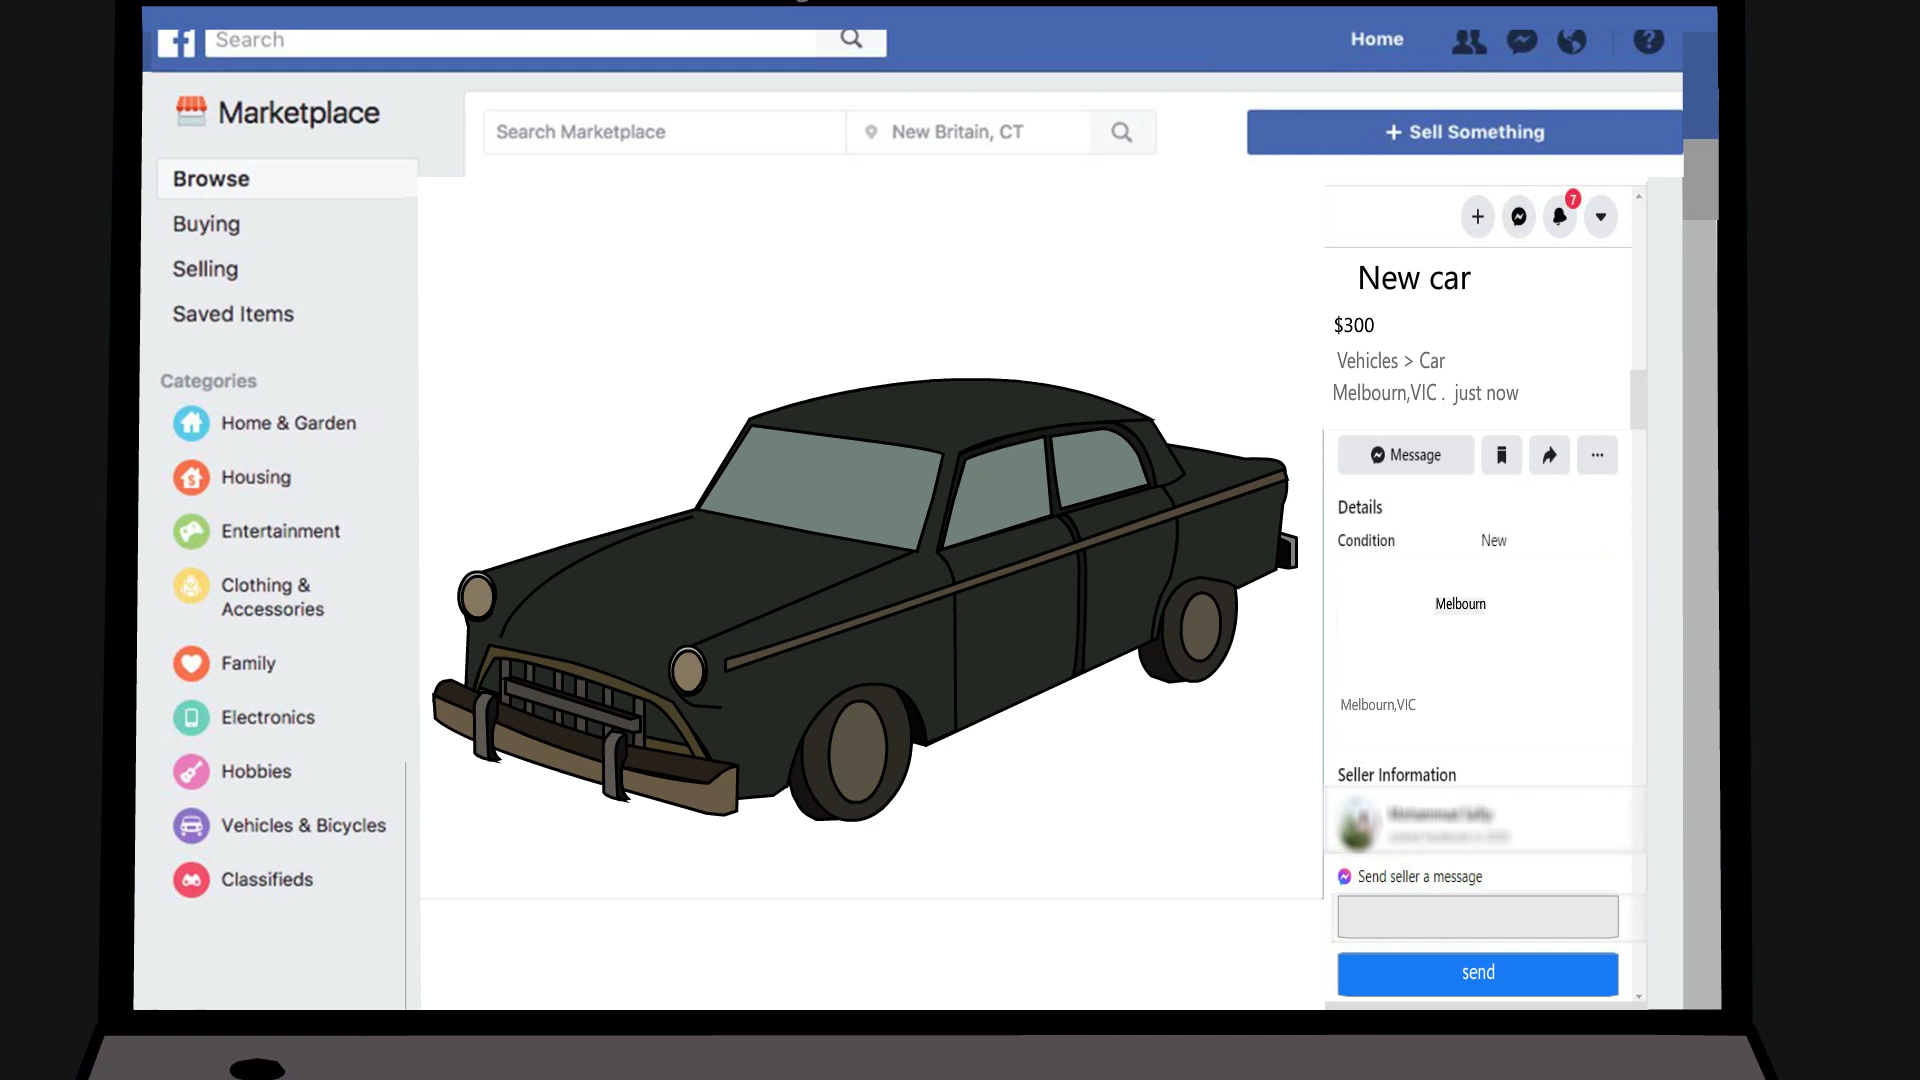 Search
Home
?
Marketplace
Search Marketplace
New Britain, CT
+ Sell Something
Browse
Buying
Selling
Saved Items
Categories
Home & Garden
Housing
Entertainment
Clothing &
Accessories
Family
Electronics
Hobbies
Vehicles & Bicycles
Classifieds
7
New car
$300
Vehicles > Car
Melbourn,VIC . just now
Message
Details
Condition New
Melbourn
Melbourn,VIC
Seller Information
Send seller a message
send